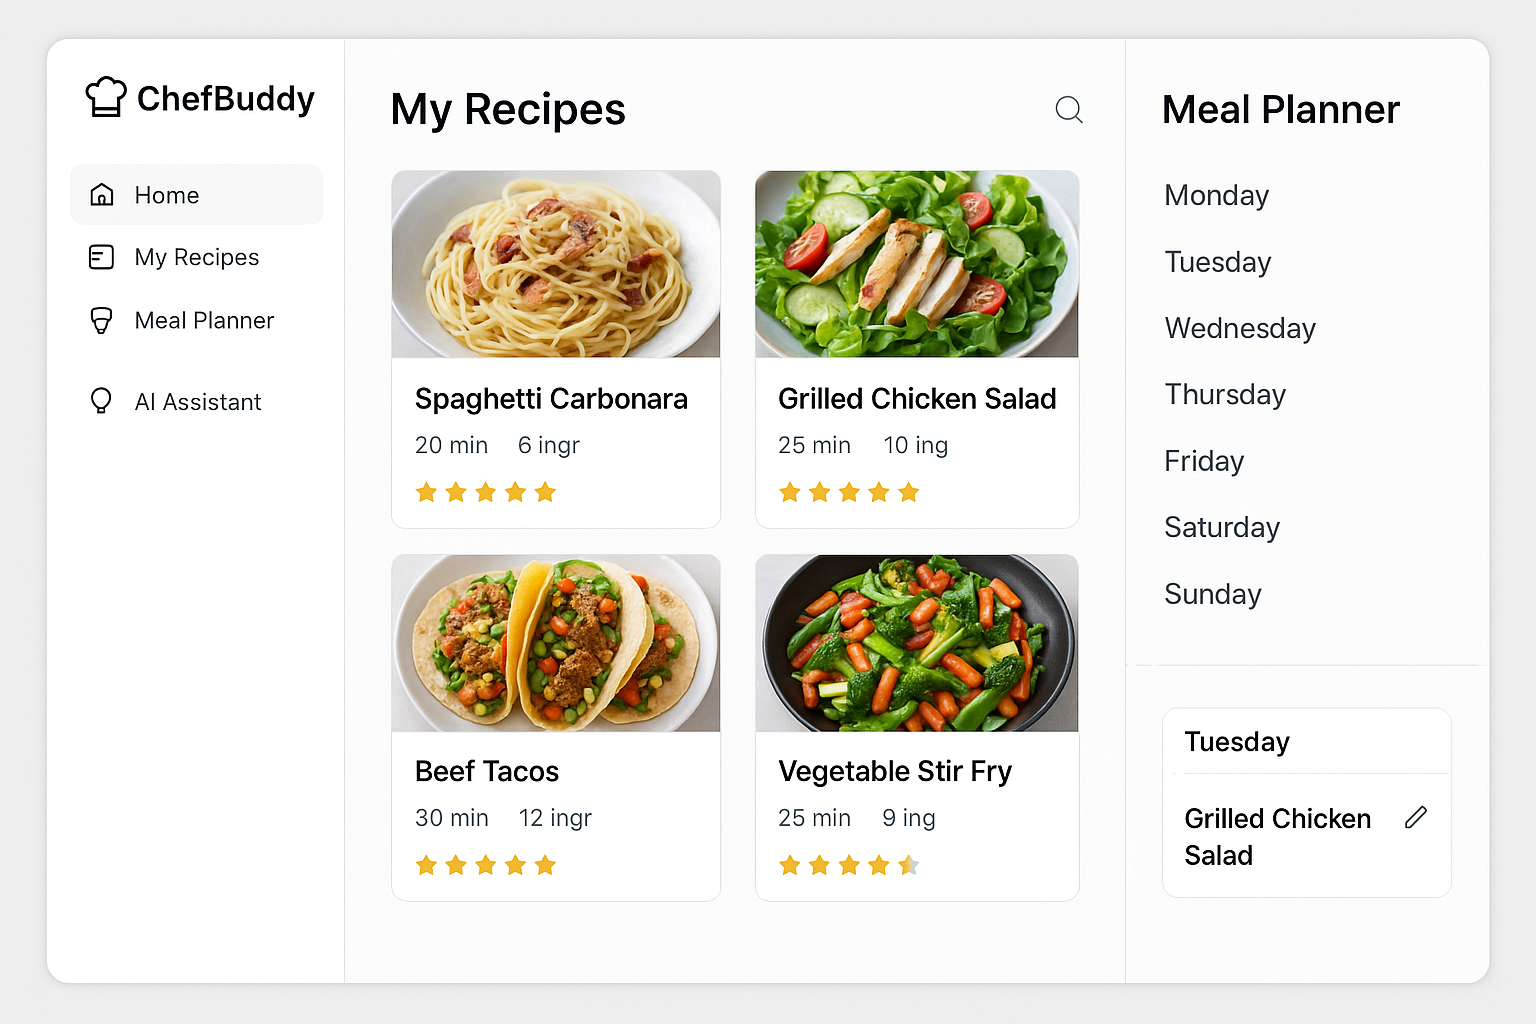 ChefBuddy
Home
My Recipes
Meal Planner
AI Assistant
My Recipes
Spaghetti Carbonara
20 min 6 ingr
Grilled Chicken Salad
25 min 10 ing
Beef Tacos
30 min 12 ingr
Vegetable Stir Fry
25 min 9 ing
Meal Planner
Monday
Tuesday
Wednesday
Thursday
Friday
Saturday
Sunday
Tuesday
Grilled Chicken
Salad